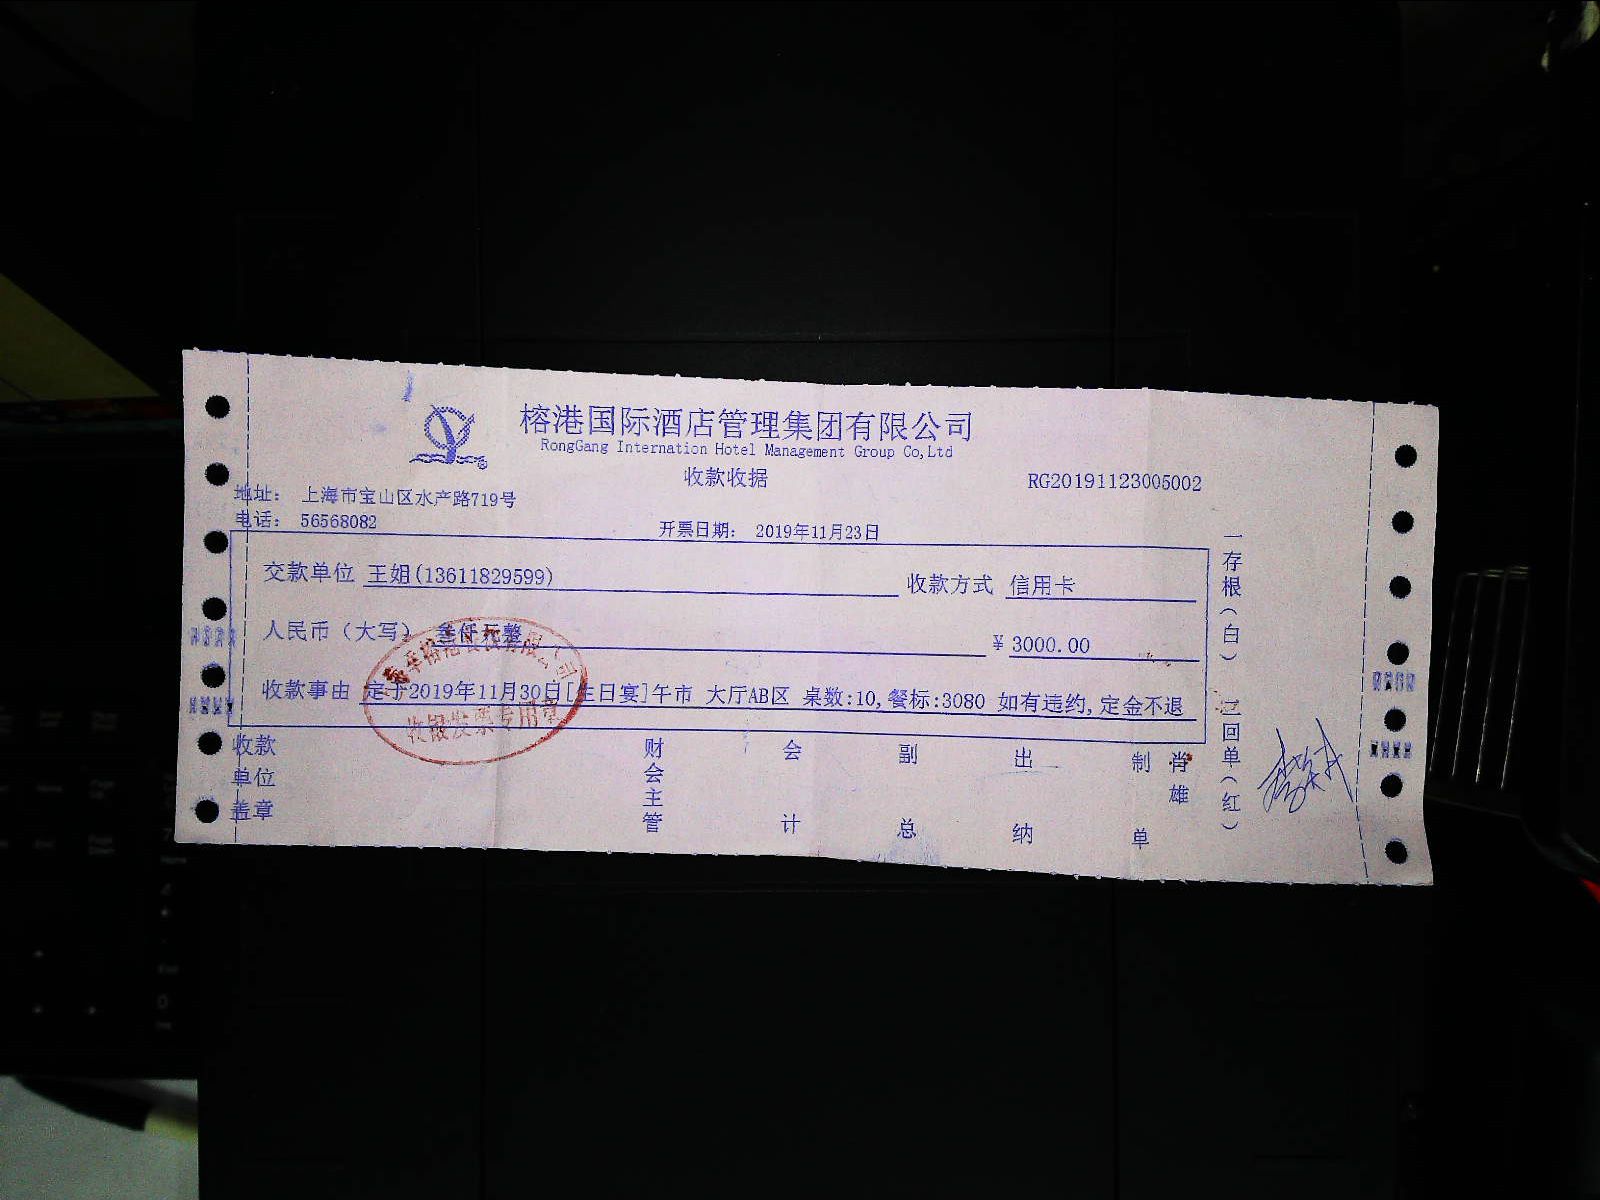 榕港国际酒店管理集团有限公司
RongGang Internation Hotel Management Group Co,Ltd
收款收据
RG20191123005002
地址： 上海市宝山区水产路719号
电话： 56568082
开票日期： 2019年11月23日
交款单位 王姐(13611829599)
收款方式 信用卡
人民币（大写） 叁仟元整
￥3000.00
收款事由 定于2019年11月30日[生日宴]午市 大厅AB区 桌数:10,餐标:3080 如有违约,定金不退
收款单位盖章
财会主管
会计
副总
出纳
制单
肖雄
一存根(白) 二回单(红)
收银发票专用章